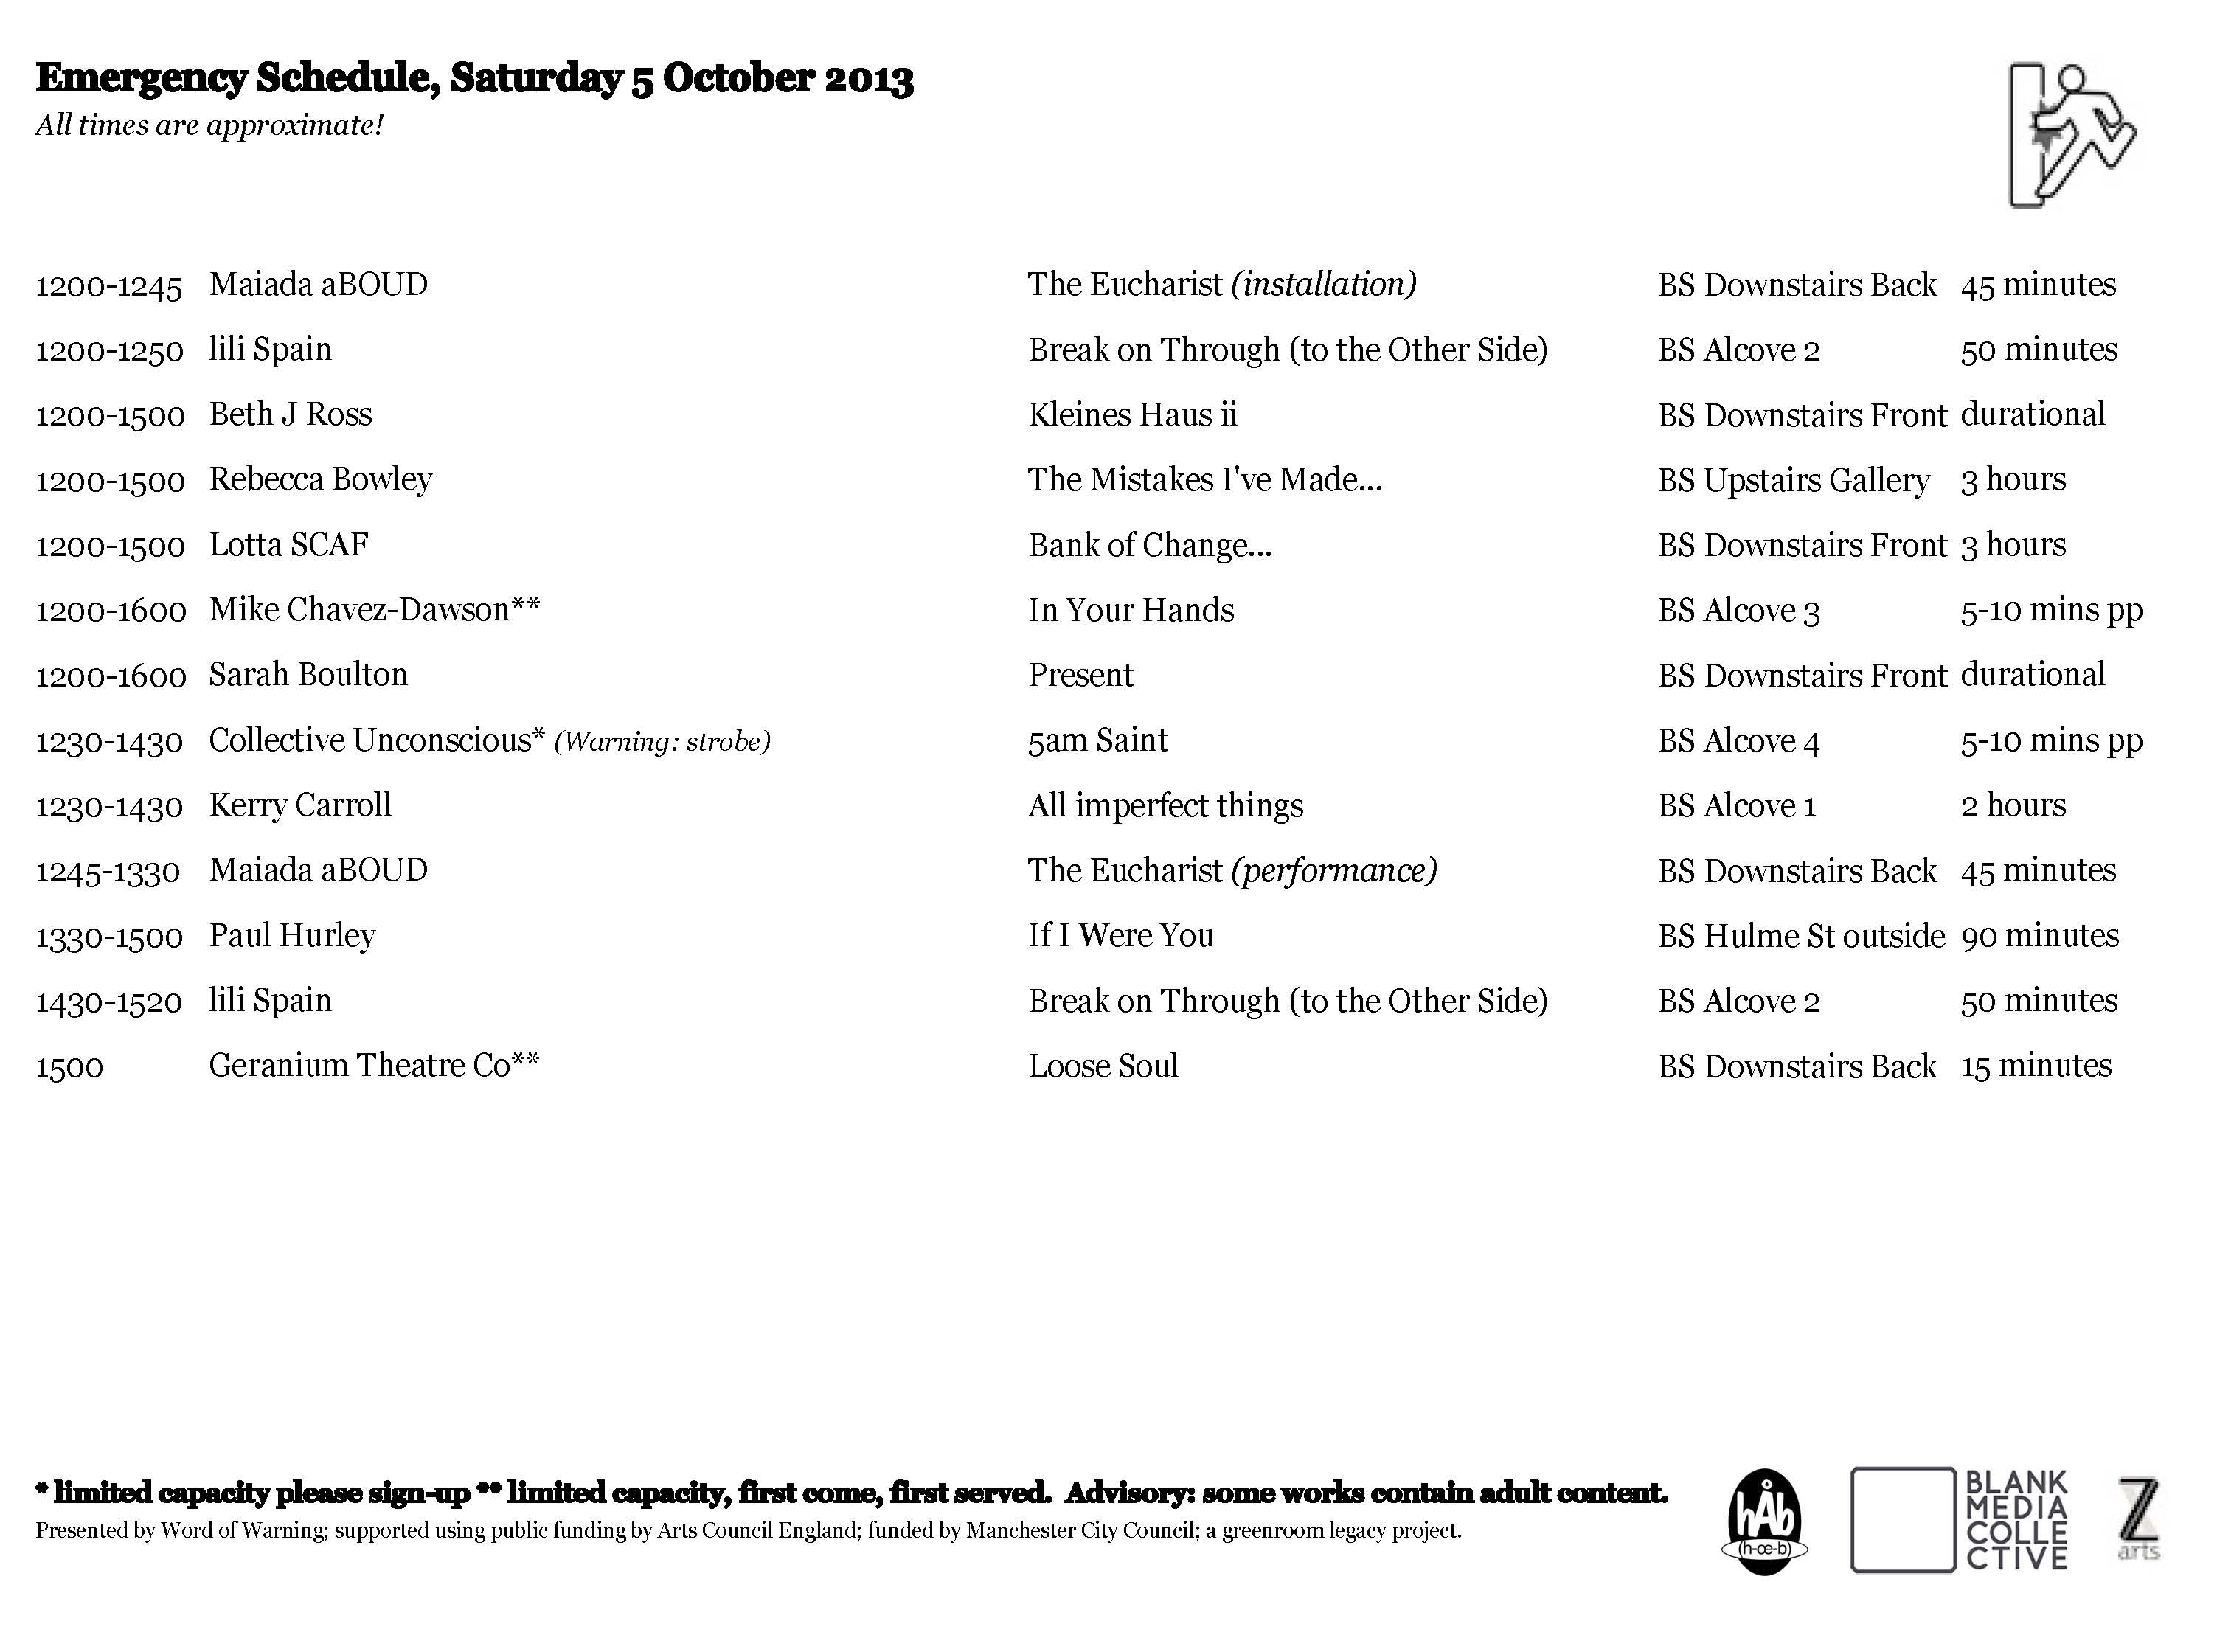 Emergency Schedule, Saturday 5 October 2013
All times are approximate!
1200-1245 Maiada aBOUD The Eucharist (installation) BS Downstairs Back 45 minutes
1200-1250 lili Spain Break on Through (to the Other Side) BS Alcove 2 50 minutes
1200-1500 Beth J Ross Kleines Haus ii BS Downstairs Front durational
1200-1500 Rebecca Bowley The Mistakes I've Made... BS Upstairs Gallery 3 hours
1200-1500 Lotta SCAF Bank of Change... BS Downstairs Front 3 hours
1200-1600 Mike Chavez-Dawson** In Your Hands BS Alcove 3 5-10 mins pp
1200-1600 Sarah Boulton Present BS Downstairs Front durational
1230-1430 Collective Unconscious* (Warning: strobe) 5am Saint BS Alcove 4 5-10 mins pp
1230-1430 Kerry Carroll All imperfect things BS Alcove 1 2 hours
1245-1330 Maiada aBOUD The Eucharist (performance) BS Downstairs Back 45 minutes
1330-1500 Paul Hurley If I Were You BS Hulme St outside 90 minutes
1430-1520 lili Spain Break on Through (to the Other Side) BS Alcove 2 50 minutes
1500 Geranium Theatre Co** Loose Soul BS Downstairs Back 15 minutes
* limited capacity please sign-up ** limited capacity, first come, first served. Advisory: some works contain adult content.
Presented by Word of Warning; supported using public funding by Arts Council England; funded by Manchester City Council; a greenroom legacy project.
hÅb
(h-œ-b)
BLANK
MEDIA
COLLE
CTIVE
Z
arts